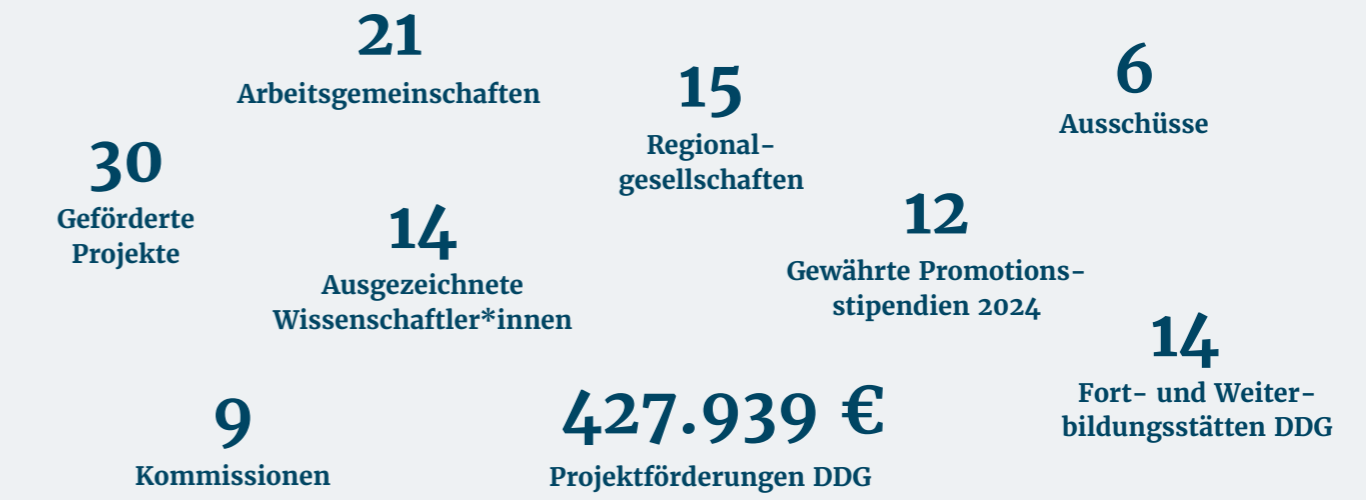 21
Arbeitsgemeinschaften
15
Regional-
gesellschaften
6
Ausschüsse
30
Geförderte
Projekte
14
Ausgezeichnete
Wissenschaftler*innen
12
Gewährte Promotions-
stipendien 2024
14
Fort- und Weiter-
bildungsstätten DDG
9
Kommissionen
427.939 €
Projektförderungen DDG